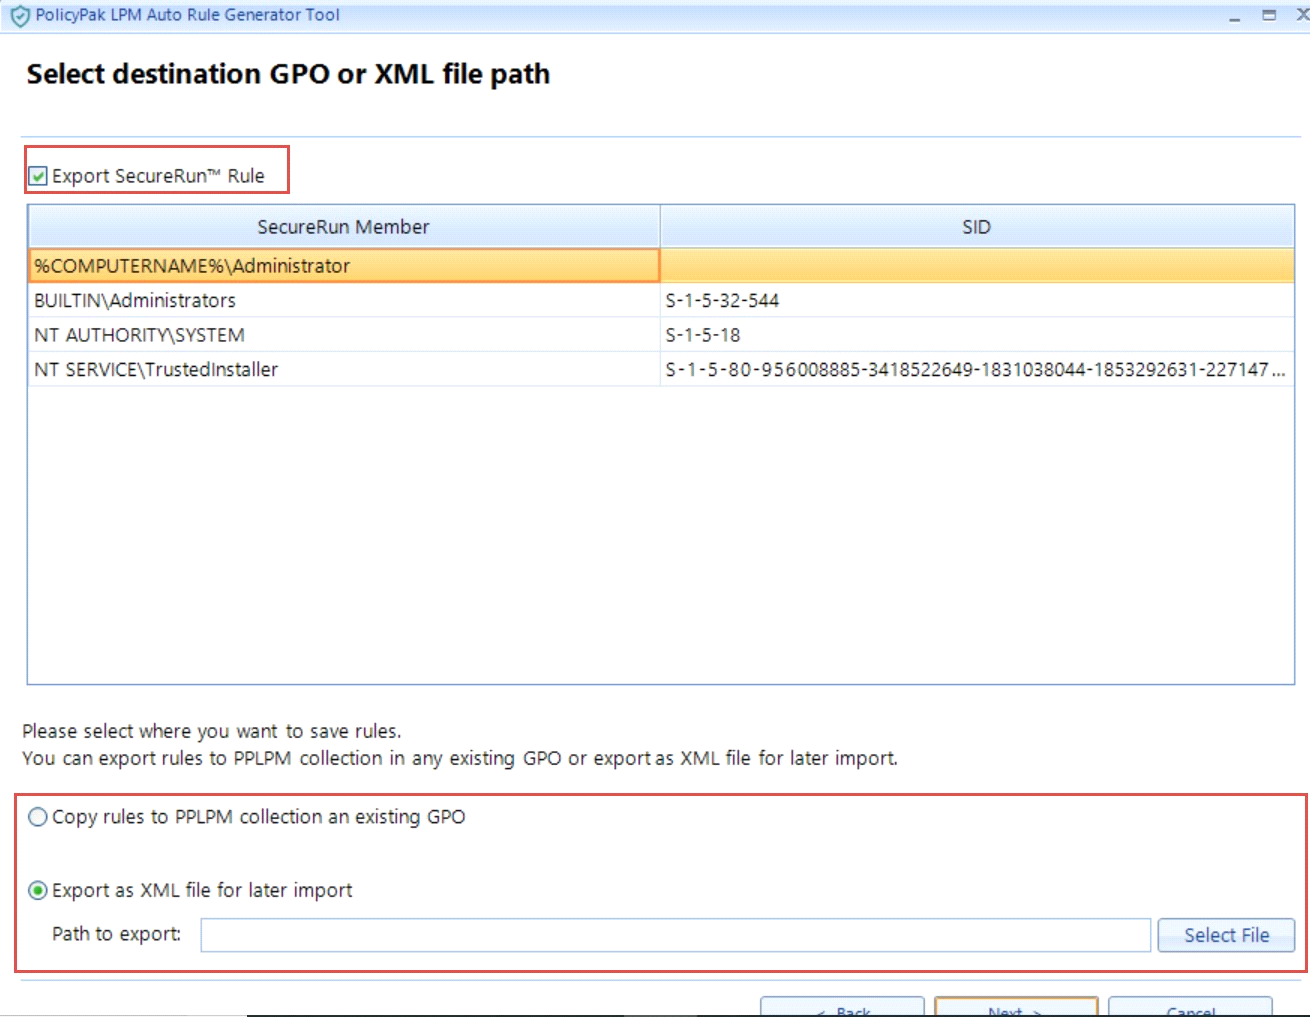 PolicyPak LPM Auto Rule Generator Tool
Select destination GPO or XML file path
Export SecureRun™ Rule
SecureRun Member SID
%COMPUTERNAME%\Administrator
BUILTIN\Administrators S-1-5-32-544
NT AUTHORITY\SYSTEM S-1-5-18
NT SERVICE\TrustedInstaller S-1-5-80-956008885-3418522649-1831038044-1853292631-227147...
Please select where you want to save rules.
You can export rules to PPLPM collection in any existing GPO or export as XML file for later import.
Copy rules to PPLPM collection an existing GPO
Export as XML file for later import
Path to export: Select File
< Back Next > Cancel